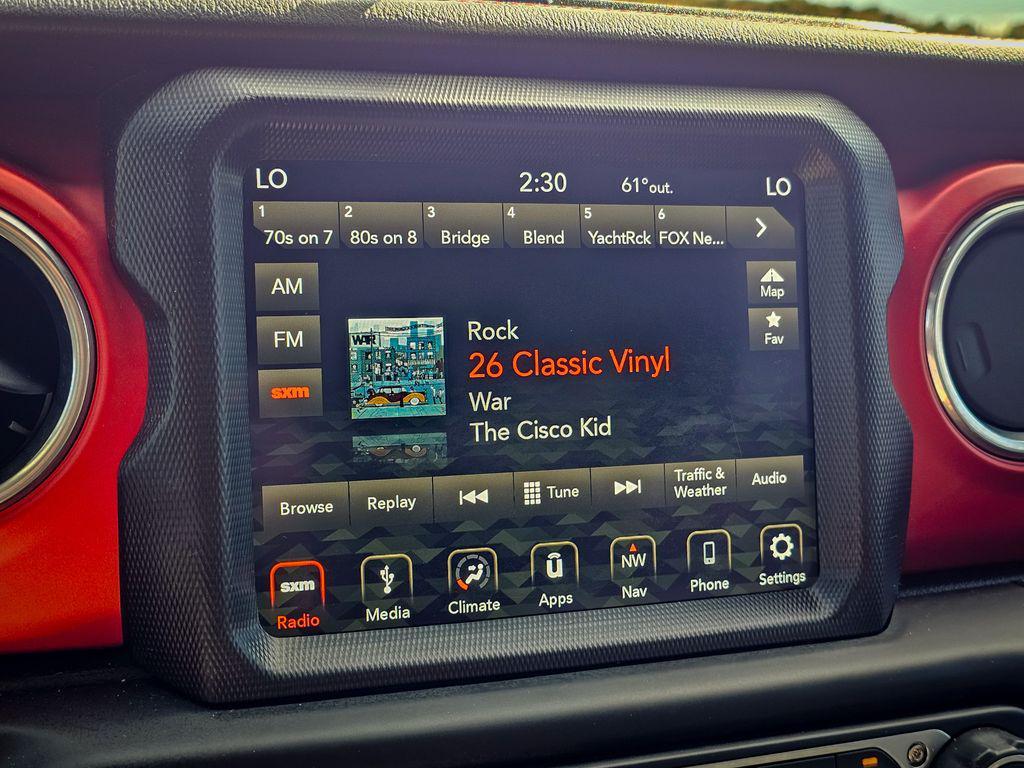 LO 2:30 61°out. LO
1 2 3 4 5 6
70s on 7 80s on 8 Bridge Blend YachtRck FOX Ne...
AM
Map
FM
Fav
sxm
WAR
Rock
26 Classic Vinyl
War
The Cisco Kid
Browse Replay Tune Traffic & Weather Audio
sxm NW
Radio Media Climate Apps Nav Phone Settings